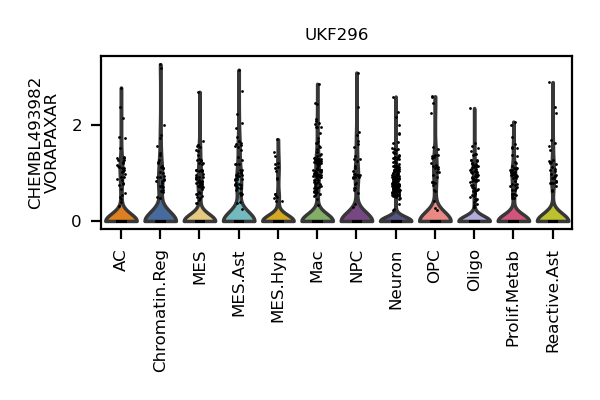 UKF296
CHEMBL493982
VORAPAXAR
2
0
AC
Chromatin.Reg
MES
MES.Ast
MES.Hyp
Mac
NPC
Neuron
OPC
Oligo
Prolif.Metab
Reactive.Ast